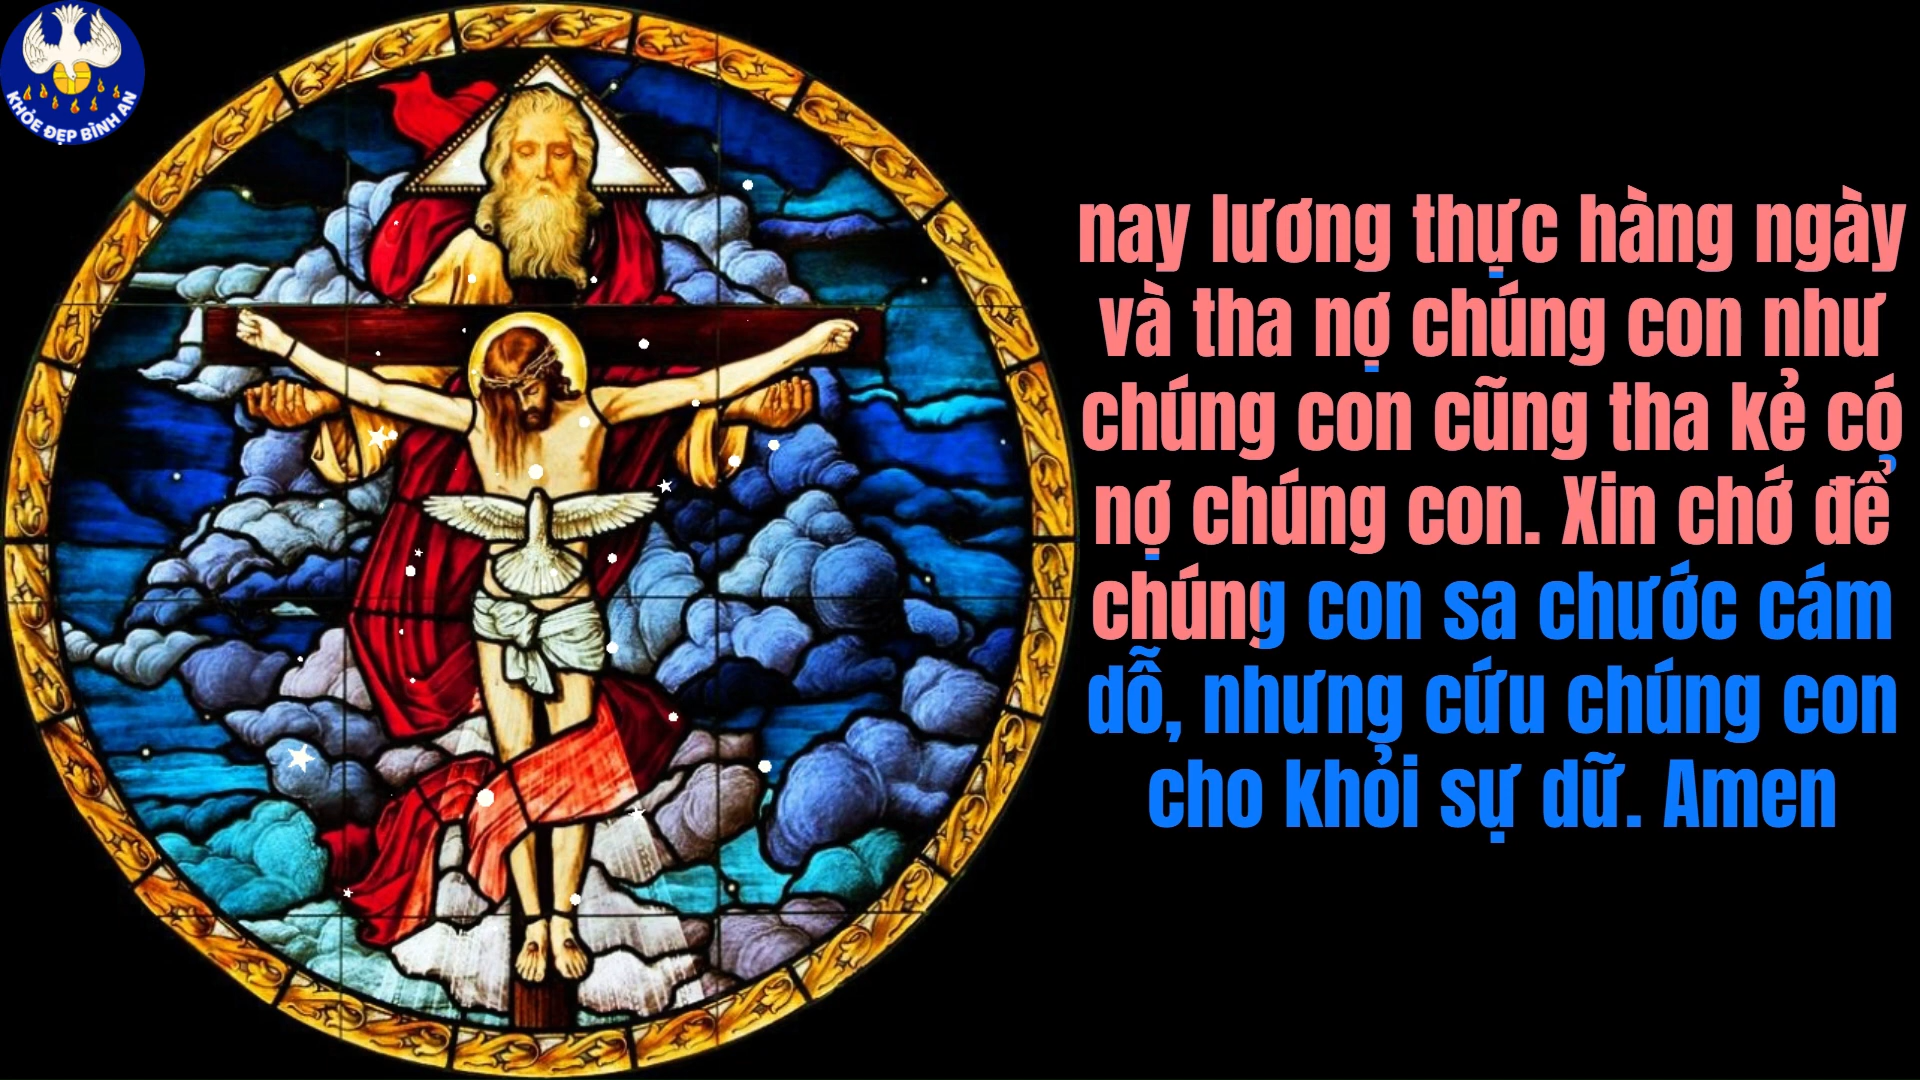 KHỎE ĐẸP BÌNH AN
nay lương thực hàng ngày
và tha nợ chúng con như
chúng con cũng tha kẻ có
nợ chúng con. Xin chớ để
chúng con sa chước cám
dỗ, nhưng cứu chúng con
cho khỏi sự dữ. Amen